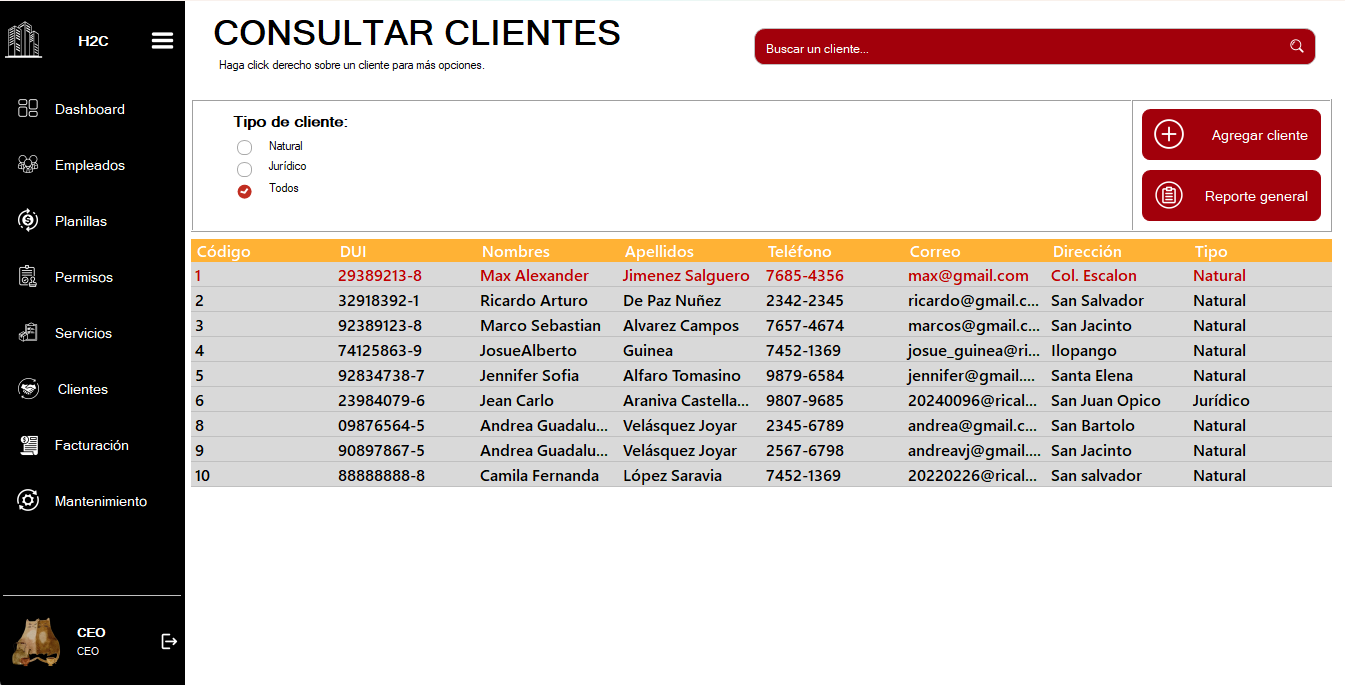 H2C
Dashboard
Empleados
Planillas
Permisos
Servicios
Clientes
Facturación
Mantenimiento
CEO
CEO
CONSULTAR CLIENTES
Haga click derecho sobre un cliente para más opciones.
Buscar un cliente...
Tipo de cliente:
Natural
Jurídico
Todos
Agregar cliente
Reporte general
Código DUI Nombres Apellidos Teléfono Correo Dirección Tipo
1 29389213-8 Max Alexander Jimenez Salguero 7685-4356 max@gmail.com Col. Escalon Natural
2 32918392-1 Ricardo Arturo De Paz Nuñez 2342-2345 ricardo@gmail.c... San Salvador Natural
3 92389123-8 Marco Sebastian Alvarez Campos 7657-4674 marcos@gmail.c... San Jacinto Natural
4 74125863-9 JosueAlberto Guinea 7452-1369 josue_guinea@ri... Ilopango Natural
5 92834738-7 Jennifer Sofia Alfaro Tomasino 9879-6584 jennifer@gmail.... Santa Elena Natural
6 23984079-6 Jean Carlo Araniva Castella... 9807-9685 20240096@rical... San Juan Opico Jurídico
8 09876564-5 Andrea Guadalu... Velásquez Joyar 2345-6789 andrea@gmail.c... San Bartolo Natural
9 90897867-5 Andrea Guadalu... Velásquez Joyar 2567-6798 andreavj@gmail.... San Jacinto Natural
10 88888888-8 Camila Fernanda López Saravia 7452-1369 20220226@rical... San salvador Natural